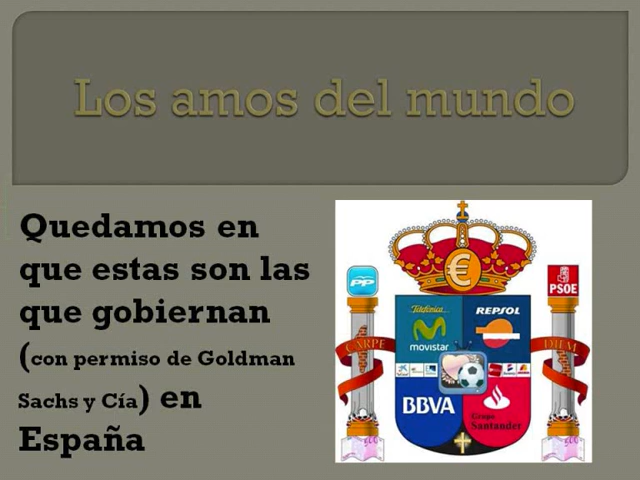 Los amos del mundo
Quedamos en
que estas son las
que gobiernan
(con permiso de Goldman
Sachs y Cía) en
España
€
PP
PSOE
Telefónica
movistar
REPSOL
CARPE
DIEM
BBVA
Grupo
Santander